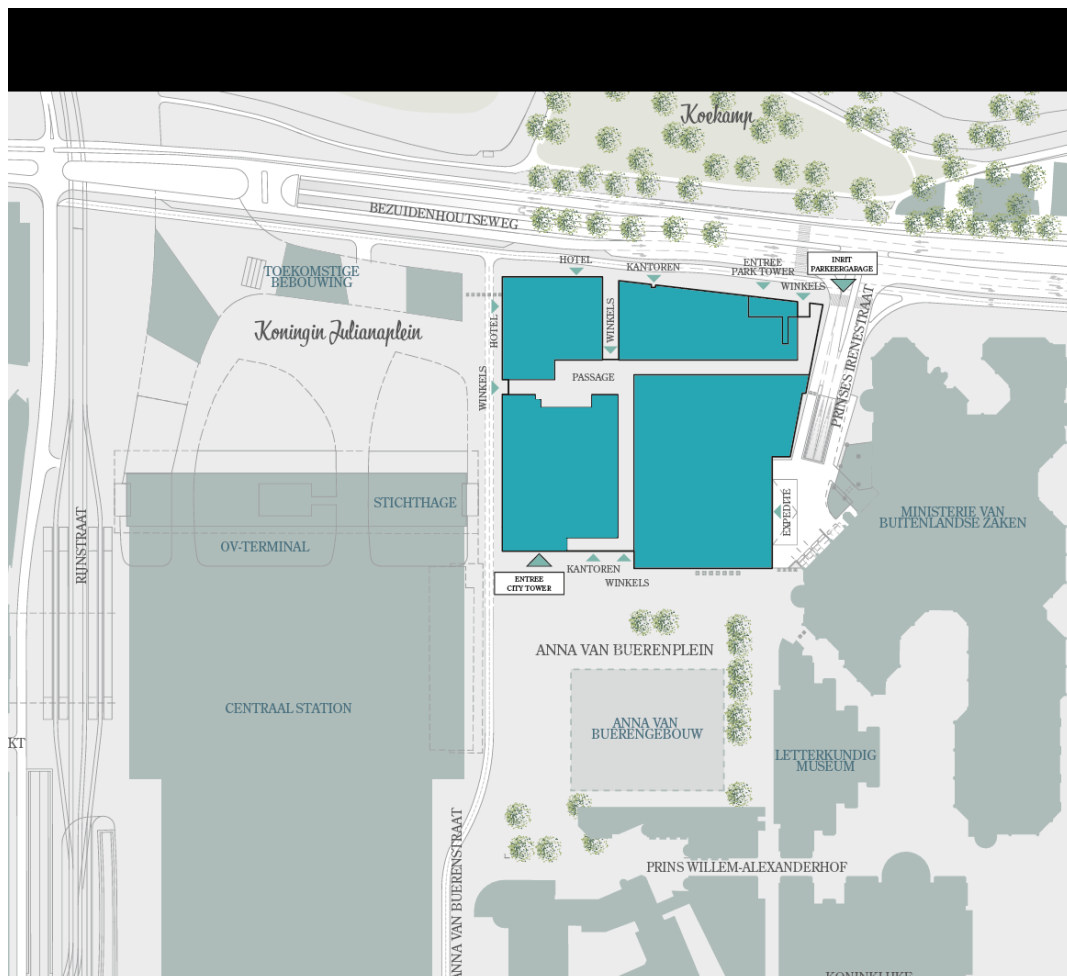 Koekamp
BEZUIDENHOUTSEWEG
HOTEL
KANTOREN
ENTREE
PARK TOWER
INRIT
PARKEERGARAGE
WINKELS
TOEKOMSTIGE
BEBOUWING
Koningin Julianaplein
HOTEL
WINKELS
WINKELS
PASSAGE
PRINSES IRENESTRAAT
STICHTHAGE
EXPEDITÉ
MINISTERIE VAN
BUITENLANDSE ZAKEN
OV-TERMINAL
RIJNSTRAAT
ENTREE
CITY TOWER
KANTOREN
WINKELS
ANNA VAN BUERENPLEIN
CENTRAAL STATION
ANNA VAN
BUERENGEBOUW
KT
LETTERKUNDIG
MUSEUM
ANNA VAN BUERENSTRAAT
PRINS WILLEM-ALEXANDERHOF
KONINKLIJKE